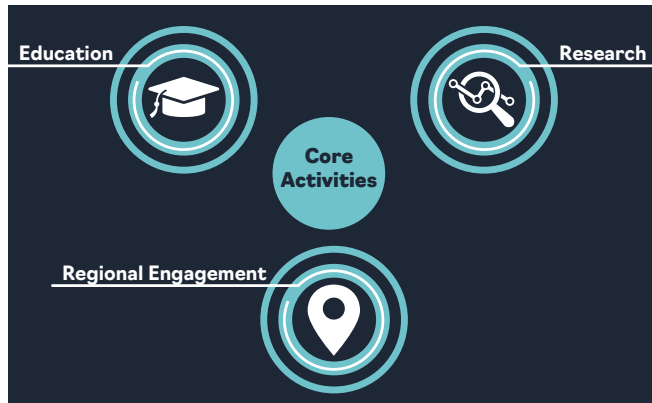 Education
Research
Core
Activities
Regional Engagement